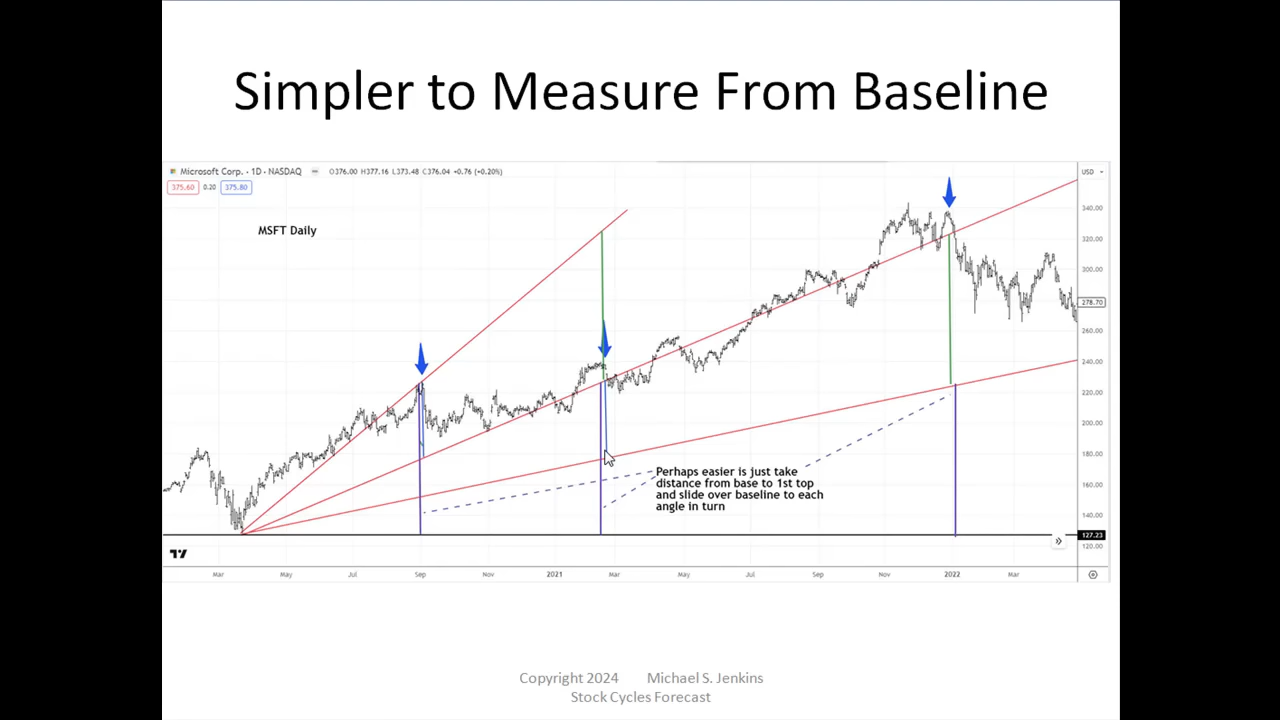 Simpler to Measure From Baseline
Microsoft Corp. · 1D · NASDAQ O376.00 H377.16 L373.48 C376.04 +0.76 (+0.20%)
USD
375.60 0.20 375.80
MSFT Daily
340.00
320.00
300.00
278.70
260.00
240.00
220.00
200.00
180.00
160.00
140.00
127.23
120.00
Perhaps easier is just take
distance from base to 1st top
and slide over baseline to each
angle in turn
Mar May Jul Sep Nov 2021 Mar May Jul Sep Nov 2022 Mar
Copyright 2024 Michael S. Jenkins
Stock Cycles Forecast